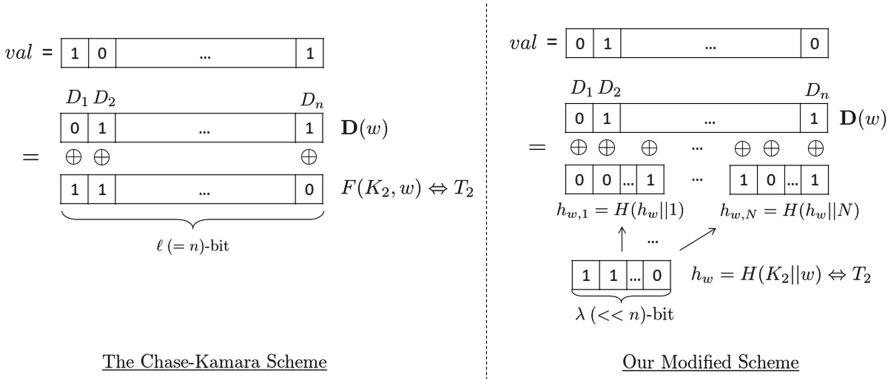 val = 1 0 ... 1
D1 D2 Dn
0 1 ... 1 D(w)
= ⊕ ⊕ ⊕
1 1 ... 0 F(K2, w) ⇔ T2
ℓ (= n)-bit
The Chase-Kamara Scheme
val = 0 1 ... 0
D1 D2 Dn
0 1 ... 1 D(w)
= ⊕ ⊕ ⊕ ... ⊕ ⊕ ⊕
0 0 ... 1 ... 1 0 ... 1
hw,1 = H(hw||1) hw,N = H(hw||N)
...
1 1 ... 0 hw = H(K2||w) ⇔ T2
λ (<< n)-bit
Our Modified Scheme